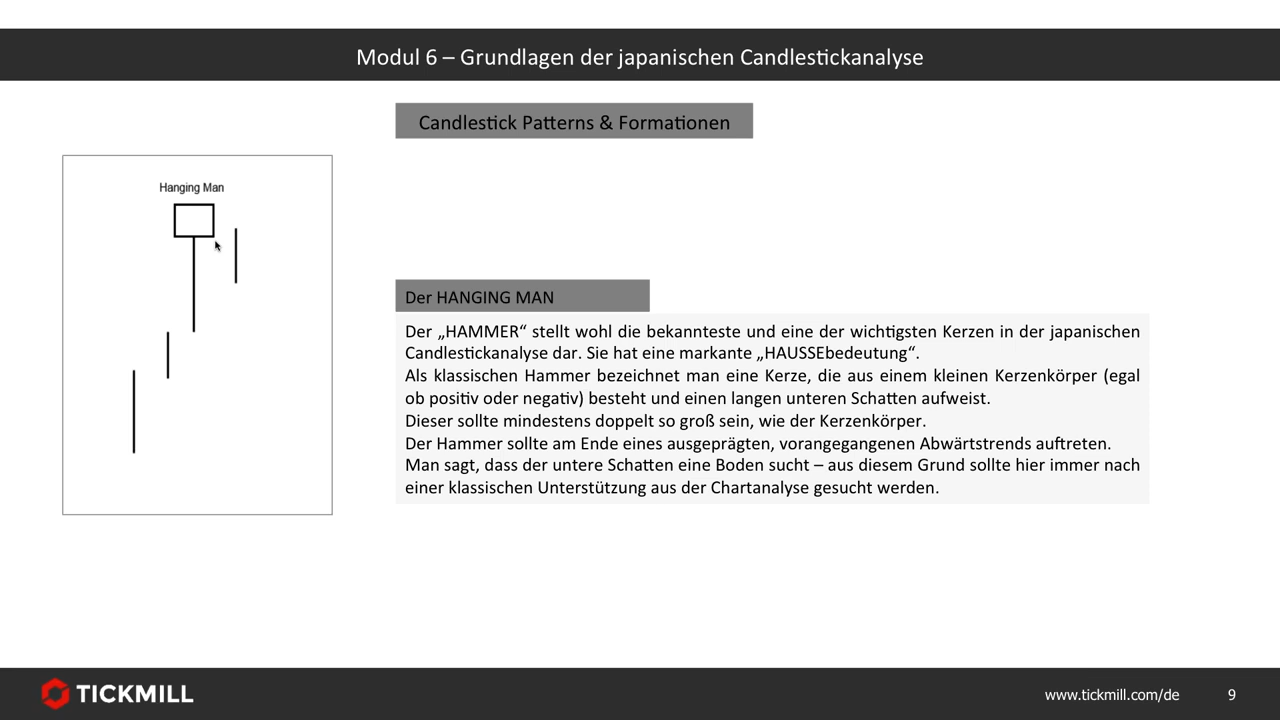 Modul 6 – Grundlagen der japanischen Candlestickanalyse
Candlestick Patterns & Formationen
Hanging Man
Der HANGING MAN
Der „HAMMER“ stellt wohl die bekannteste und eine der wichtigsten Kerzen in der japanischen
Candlestickanalyse dar. Sie hat eine markante „HAUSSEbedeutung“.
Als klassischen Hammer bezeichnet man eine Kerze, die aus einem kleinen Kerzenkörper (egal
ob positiv oder negativ) besteht und einen langen unteren Schatten aufweist.
Dieser sollte mindestens doppelt so groß sein, wie der Kerzenkörper.
Der Hammer sollte am Ende eines ausgeprägten, vorangegangenen Abwärtstrends auftreten.
Man sagt, dass der untere Schatten eine Boden sucht – aus diesem Grund sollte hier immer nach
einer klassischen Unterstützung aus der Chartanalyse gesucht werden.
TICKMILL
www.tickmill.com/de
9